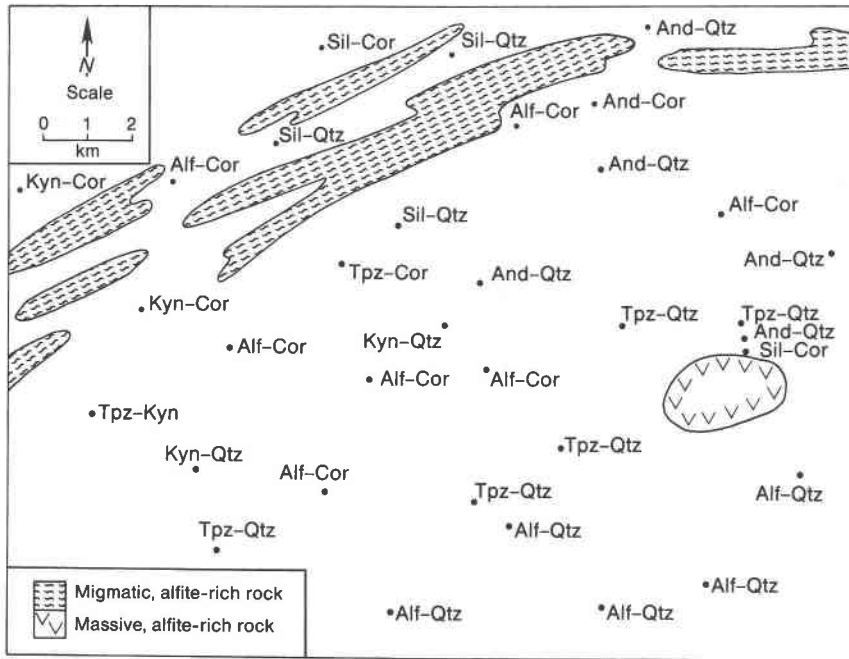 N
Scale
0 1 2
km
Sil–Cor
Sil–Qtz
And–Qtz
Sil–Qtz
Alf–Cor
And–Cor
Kyn–Cor
Alf–Cor
And–Qtz
Sil–Qtz
Alf–Cor
Tpz–Cor
And–Qtz
And–Qtz
Kyn–Cor
Alf–Cor
Kyn–Qtz
Tpz–Qtz
Tpz–Qtz
And–Qtz
Sil–Cor
Alf–Cor
Alf–Cor
Tpz–Kyn
Kyn–Qtz
Alf–Cor
Tpz–Qtz
Tpz–Qtz
Alf–Qtz
Alf–Qtz
Tpz–Qtz
Alf–Qtz
Alf–Qtz
Alf–Qtz
Migmatic, alfite-rich rock
Massive, alfite-rich rock